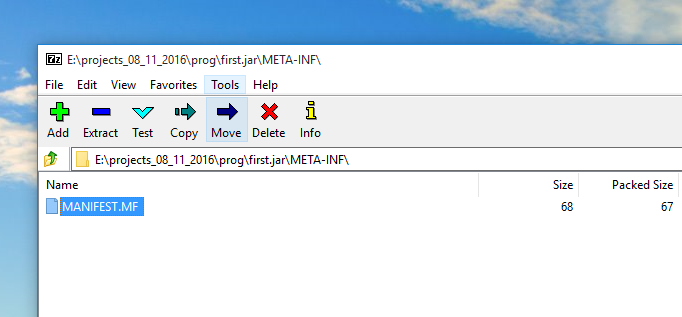 7z E:\projects_08_11_2016\prog\first.jar\META-INF\
File Edit View Favorites Tools Help
Add Extract Test Copy Move Delete Info
E:\projects_08_11_2016\prog\first.jar\META-INF\
Name Size Packed Size
MANIFEST.MF 68 67